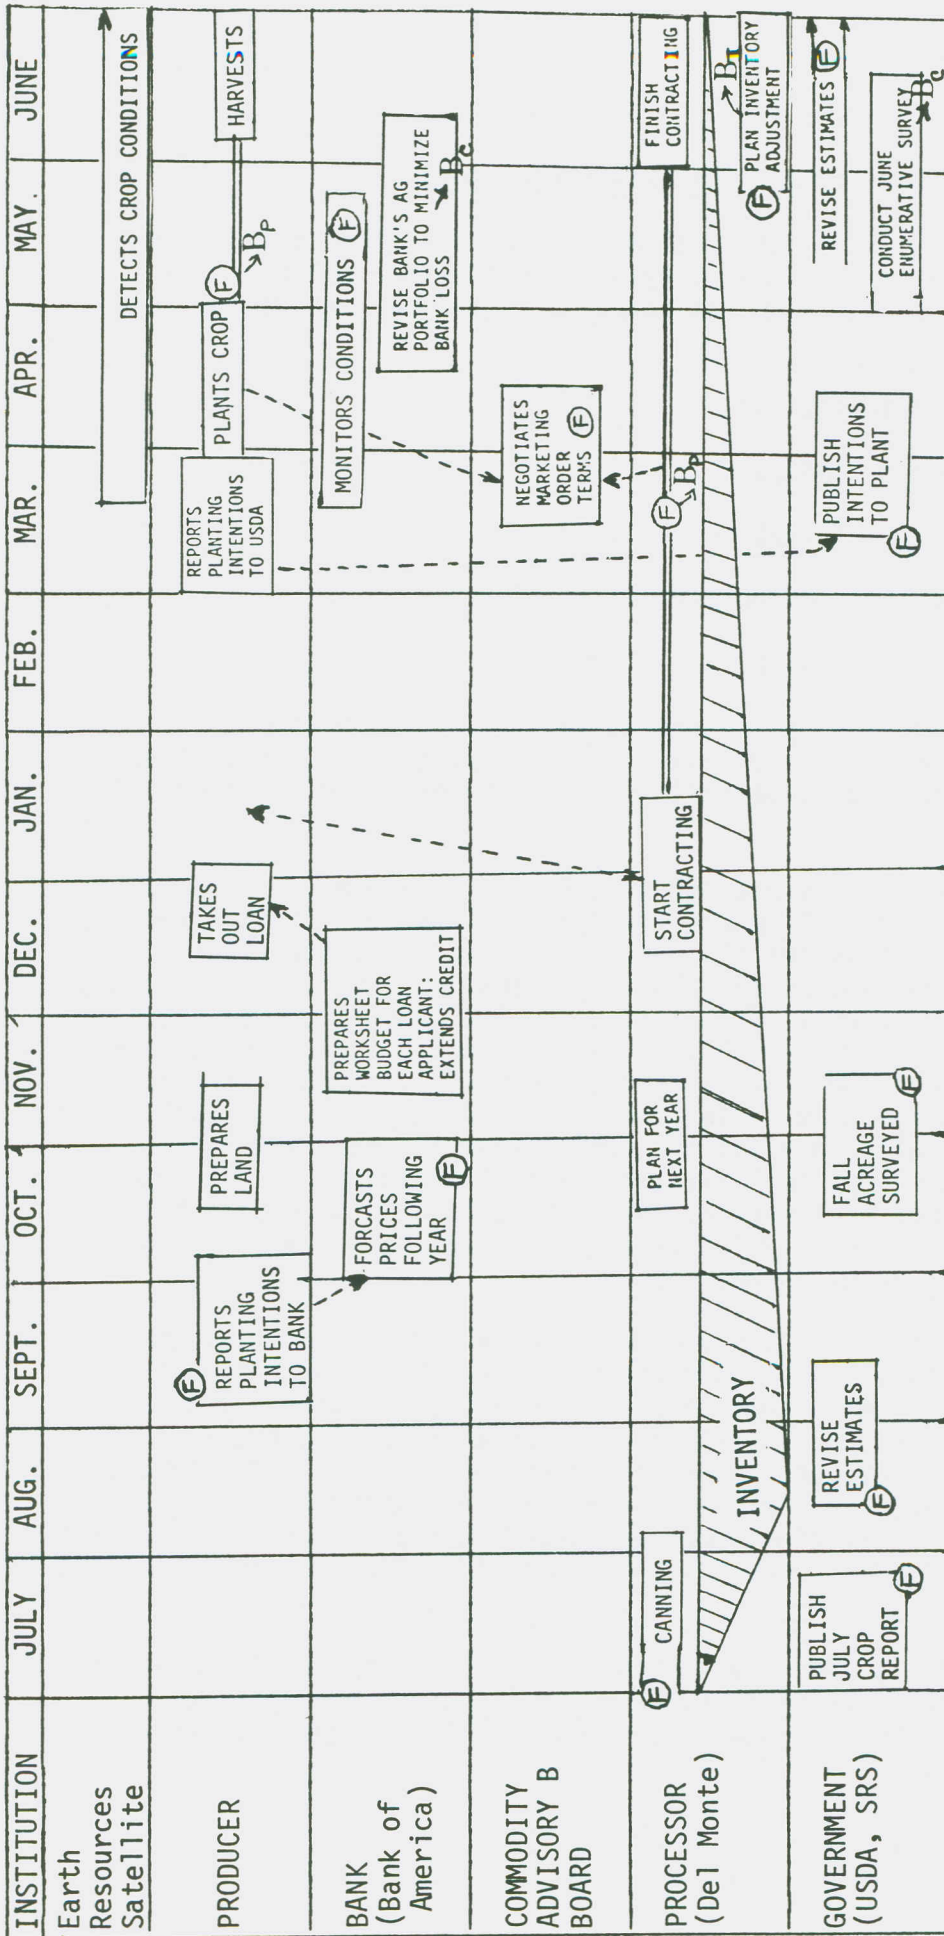 INSTITUTION JULY AUG. SEPT. OCT. NOV. DEC. JAN. FEB. MAR. APR. MAY. JUNE
Earth
Resources
Satellite
DETECTS CROP CONDITIONS
PRODUCER
F
REPORTS
PLANTING
INTENTIONS
TO BANK
PREPARES
LAND
TAKES
OUT
LOAN
REPORTS
PLANTING
INTENTIONS
TO USDA
PLANTS CROP
F
Bp
HARVESTS
BANK
(Bank of
America)
FORCASTS
PRICES
FOLLOWING
YEAR
F
PREPARES
WORKSHEET
BUDGET FOR
EACH LOAN
APPLICANT:
EXTENDS CREDIT
MONITORS CONDITIONS F
REVISE BANK'S AG
PORTFOLIO TO MINIMIZE
BANK LOSS
Bc
COMMODITY
ADVISORY B
BOARD
NEGOTIATES
MARKETING
ORDER
TERMS F
PROCESSOR
(Del Monte)
F
CANNING
INVENTORY
PLAN FOR
NEXT YEAR
START
CONTRACTING
F
Bp
FINISH
CONTRACTING
BI
F
PLAN INVENTORY
ADJUSTMENT
GOVERNMENT
(USDA, SRS)
PUBLISH
JULY
CROP
REPORT
F
REVISE
ESTIMATES
F
FALL
ACREAGE
SURVEYED
F
PUBLISH
INTENTIONS
TO PLANT
F
REVISE ESTIMATES F
CONDUCT JUNE
ENUMERATIVE SURVEY
Bc